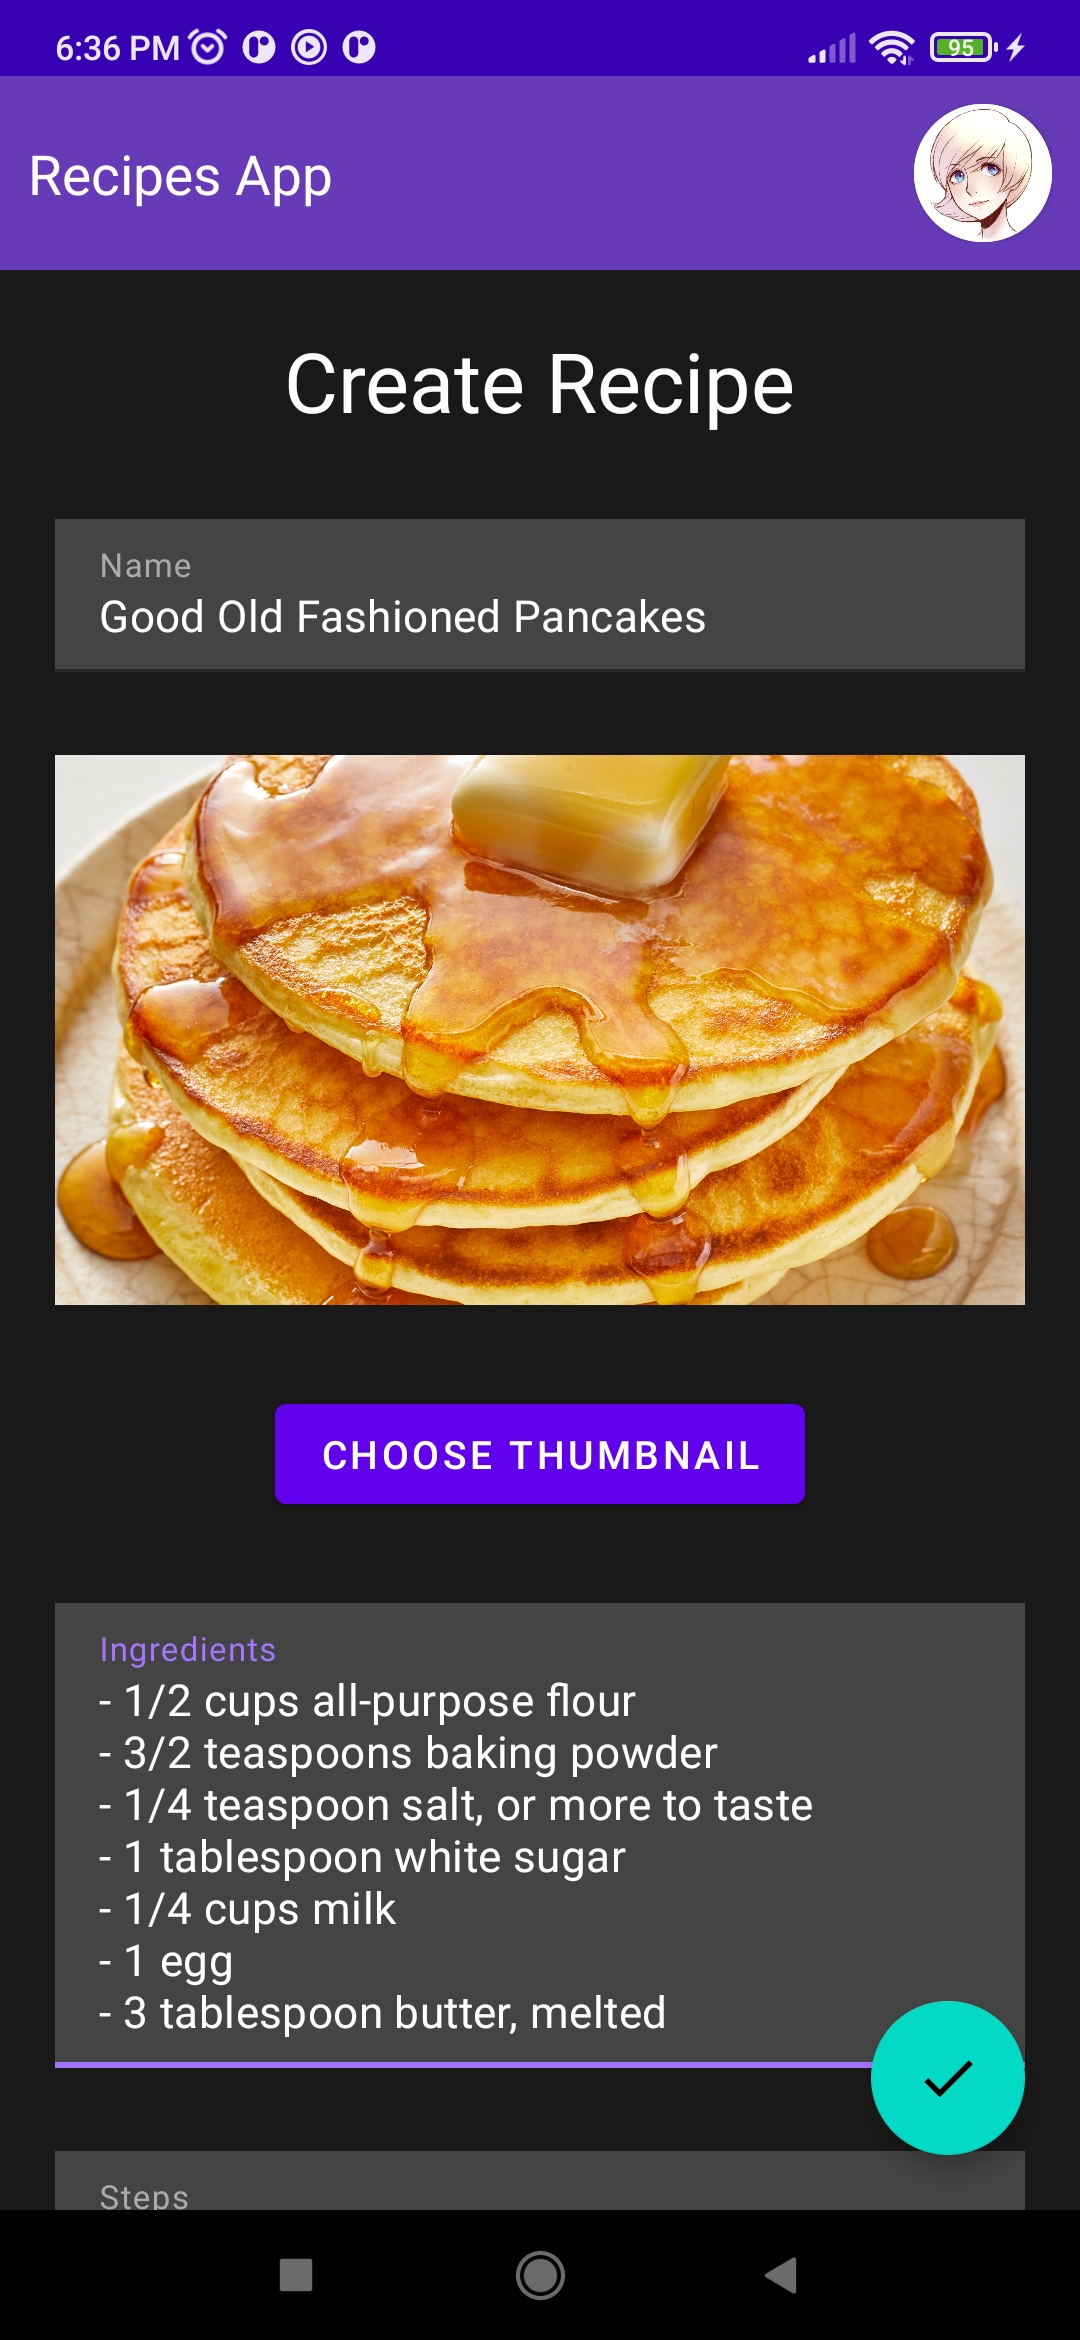 6:36 PM
95
Recipes App
Create Recipe
Name
Good Old Fashioned Pancakes
CHOOSE THUMBNAIL
Ingredients
- 1/2 cups all-purpose flour
- 3/2 teaspoons baking powder
- 1/4 teaspoon salt, or more to taste
- 1 tablespoon white sugar
- 1/4 cups milk
- 1 egg
- 3 tablespoon butter, melted
Steps